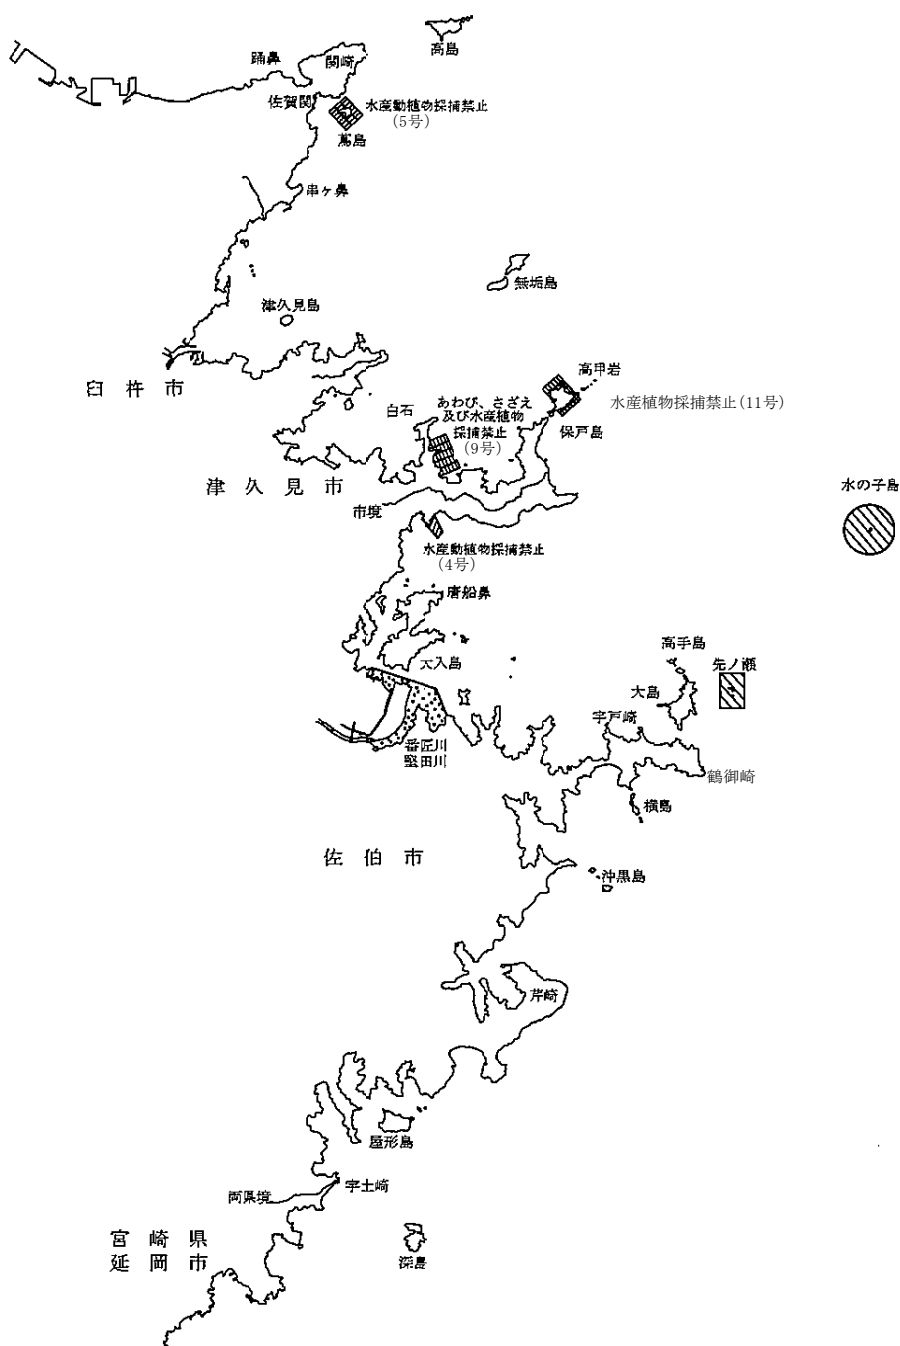 高島
踊鼻
関崎
佐賀関
水産動植物採捕禁止
(5号)
蔦島
串ヶ鼻
無垢島
津久見島
臼杵市
高甲岩
水産植物採捕禁止(11号)
保戸島
白石
あわび、さざえ
及び水産植物
採捕禁止
(9号)
津久見市
市境
水の子島
水産動植物採捕禁止
(4号)
唐船鼻
大入島
高手島
先ノ瀬
大島
宇戸崎
番匠川
堅田川
鶴御崎
横島
佐伯市
沖黒島
芹崎
屋形島
両県境
宇土崎
宮崎県
延岡市
深島